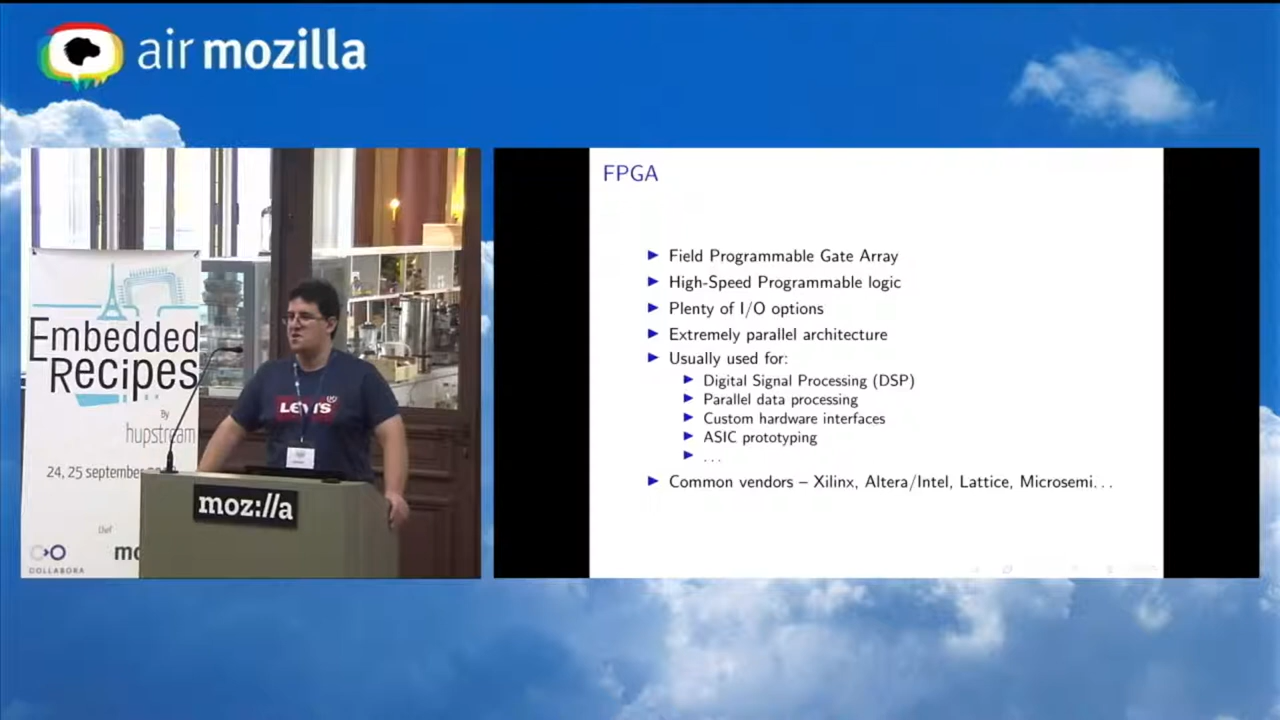 air mozilla
Embedded
Recipes
By
hupstream
24, 25 september
COLLABORA
mo
LEVI'S®
moz://a
FPGA
Field Programmable Gate Array
High-Speed Programmable logic
Plenty of I/O options
Extremely parallel architecture
Usually used for:
Digital Signal Processing (DSP)
Parallel data processing
Custom hardware interfaces
ASIC prototyping
...
Common vendors – Xilinx, Altera/Intel, Lattice, Microsemi...